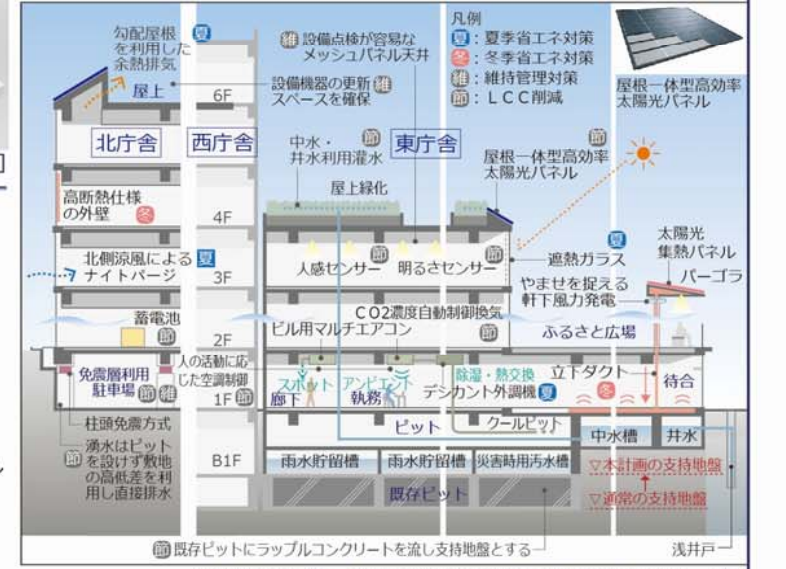 勾配屋根
を利用した
余熱排気
夏
屋上
設備機器の更新 維
スペースを確保
6F
維 設備点検が容易な
メッシュパネル天井
凡例
夏：夏季省エネ対策
冬：冬季省エネ対策
維：維持管理対策
節：ＬＣＣ削減
屋根一体型高効率
太陽光パネル
北庁舎
西庁舎
東庁舎
節
中水・
井水利用灌水
節
屋根一体型高効率
太陽光パネル
屋上緑化
高断熱仕様
の外壁 冬
4F
北側涼風による 夏
ナイトパージ
3F
人感センサー 節
明るさセンサー 節
夏
遮熱ガラス
太陽光
集熱パネル
パーゴラ
やませを捉える
軒下風力発電
蓄電池
節
2F
ＣＯ2濃度自動制御換気
節
ビル用マルチエアコン
ふるさと広場
免震層利用
駐車場 節 維
人の活動に応
じた空調制御
1F 節
スポット
廊下
アンビエント
執務
除湿・熱交換
デシカント外調機 夏
立下ダクト
冬
待合
柱頭免震方式
節 湧水はピット
を設けず敷地
の高低差を利
用し直接排水
B1F
ピット
クールピット
中水槽
井水
雨水貯留槽
雨水貯留槽
災害時用汚水槽
▽本計画の支持地盤
▽通常の支持地盤
既存ピット
節 既存ピットにラップルコンクリートを流し支持地盤とする
浅井戸